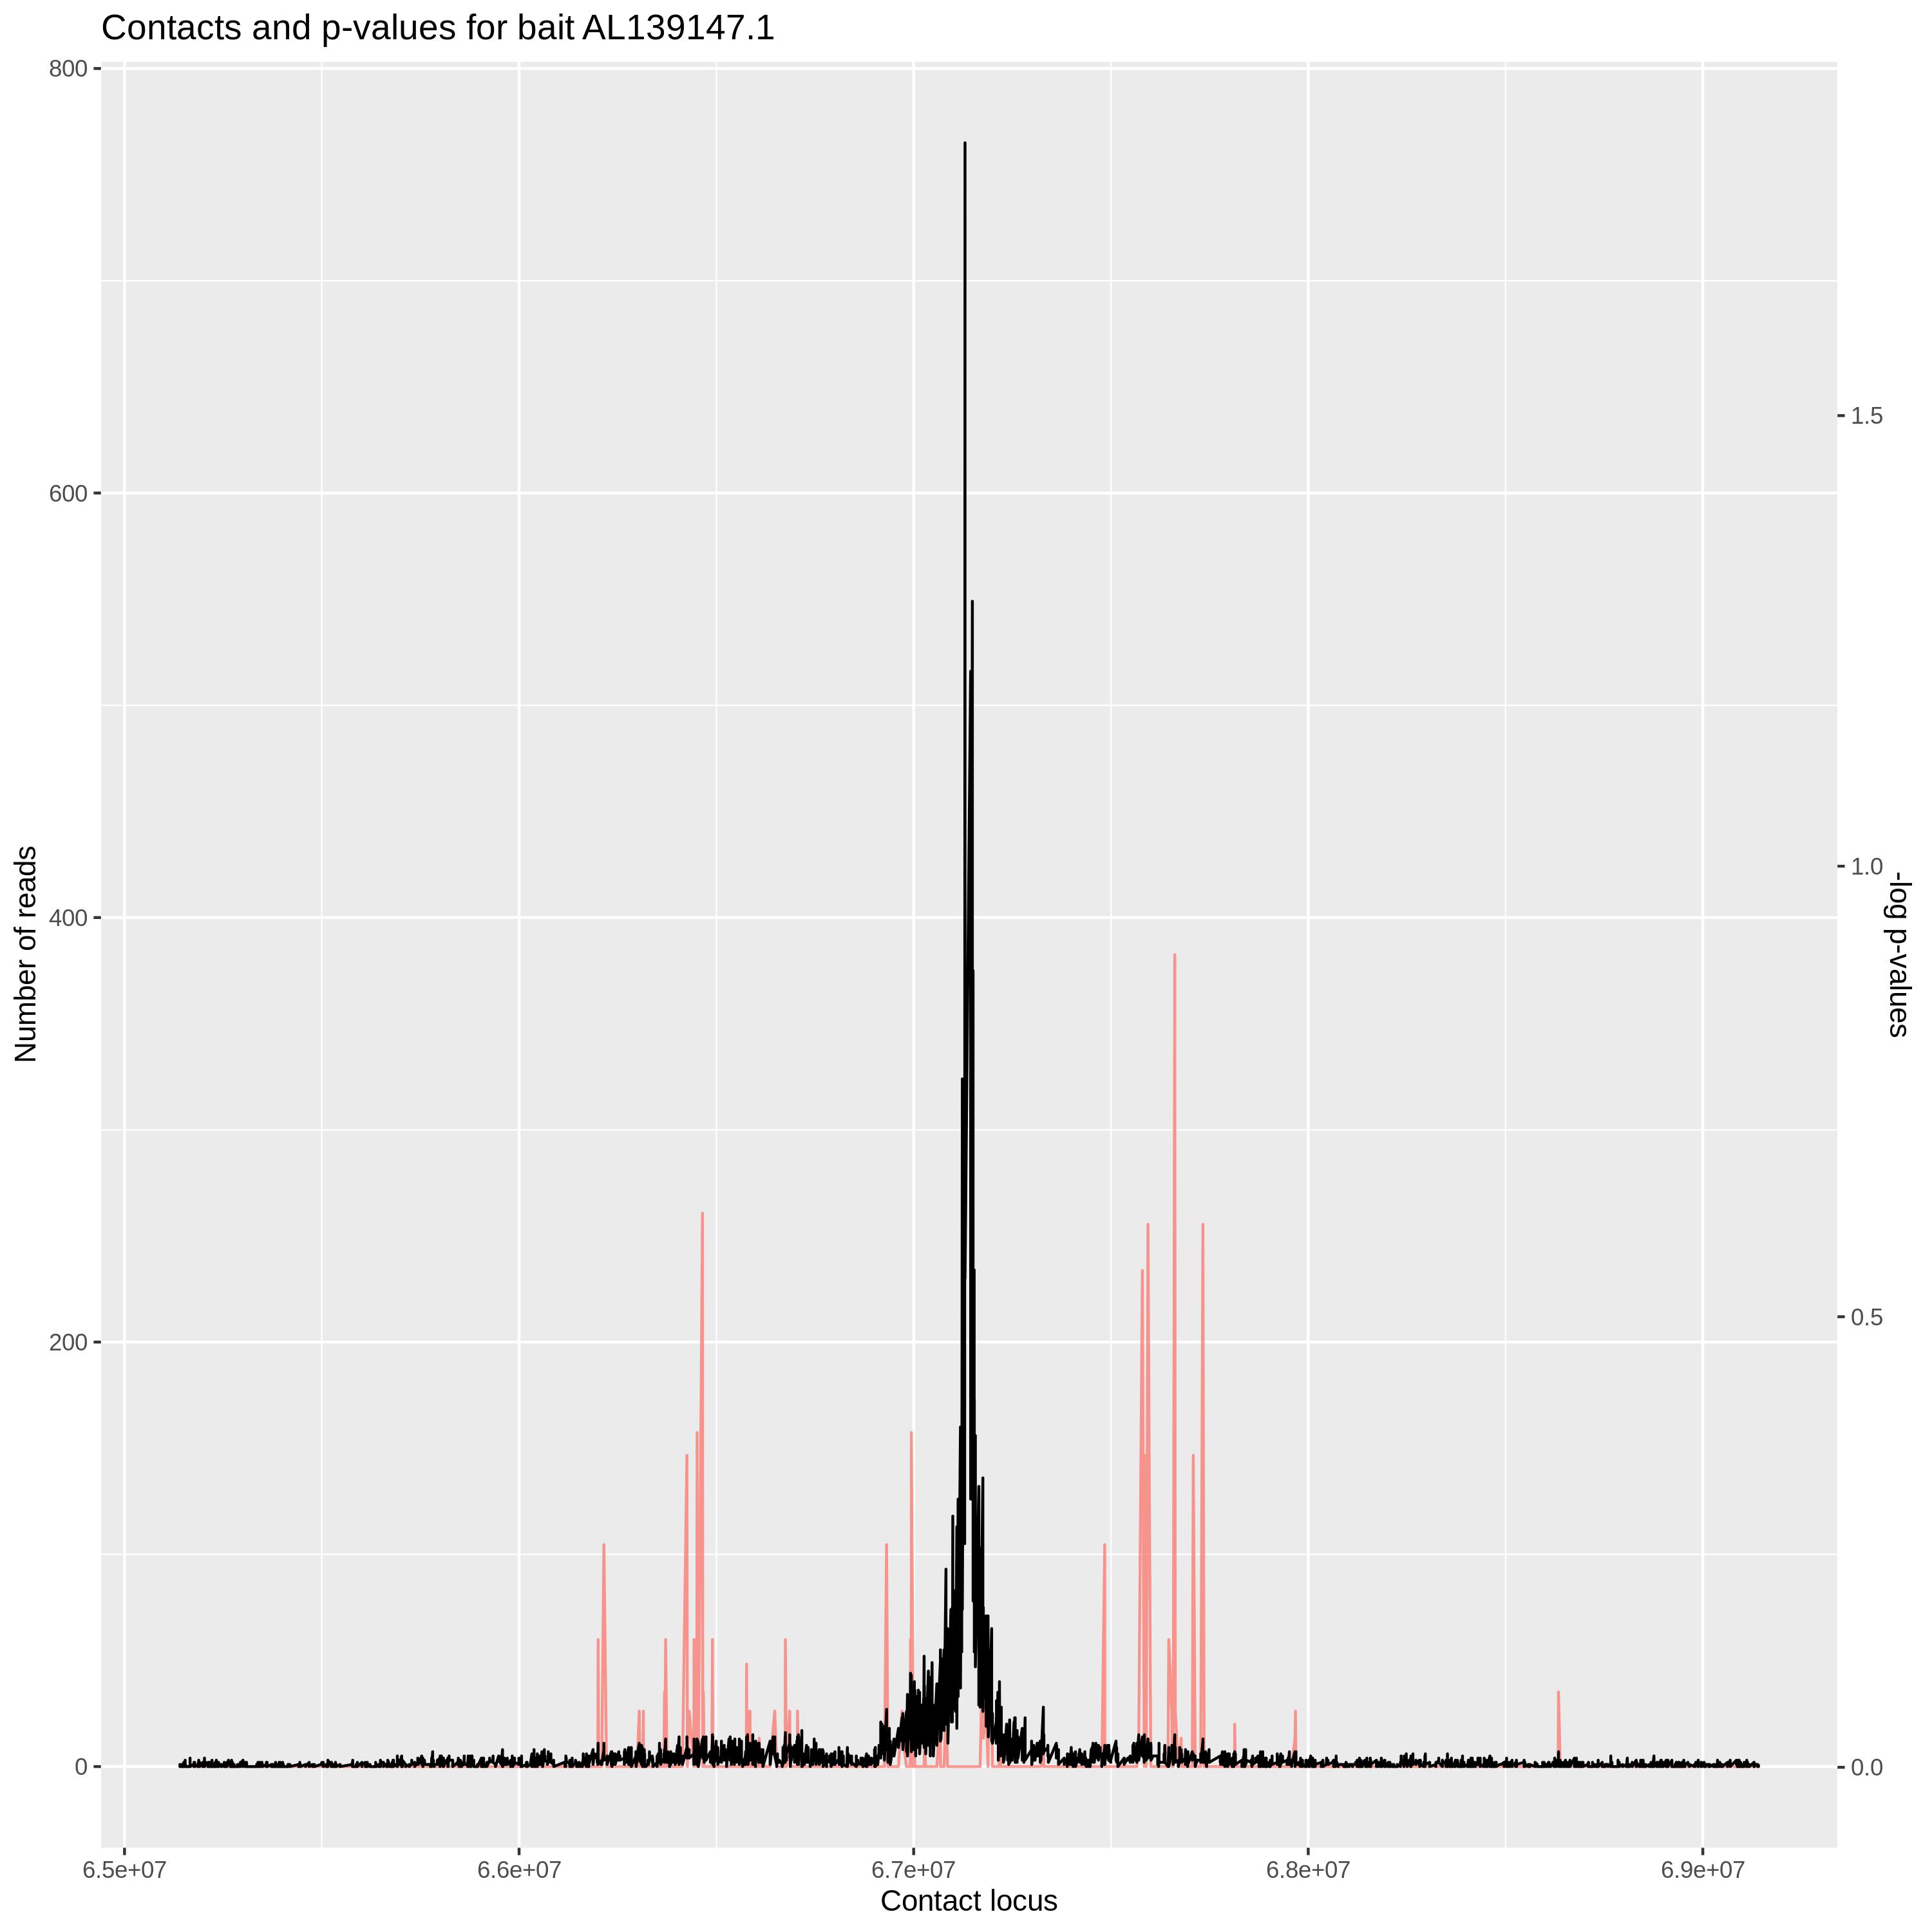 Contacts and p-values for bait AL139147.1
800
600
400
200
0
Number of reads
1.5
1.0
0.5
0.0
-log p-values
6.5e+07
6.6e+07
6.7e+07
6.8e+07
6.9e+07
Contact locus